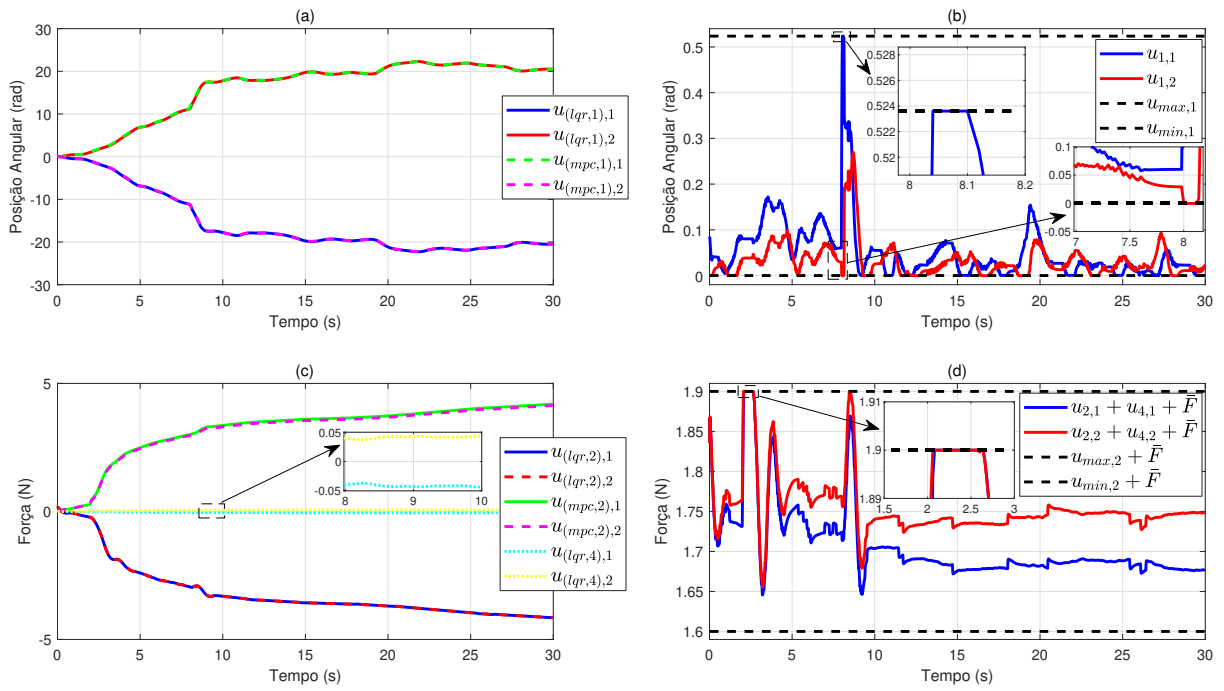 (a)
30
20
10
0
-10
-20
-30
0 5 10 15 20 25 30
Posição Angular (rad)
Tempo (s)
u(lqr,1),1
u(lqr,1),2
u(mpc,1),1
u(mpc,1),2
(b)
0.5
0.4
0.3
0.2
0.1
0
0 5 10 15 20 25 30
Posição Angular (rad)
Tempo (s)
u1,1
u1,2
umax,1
umin,1
0.528
0.526
0.524
0.522
0.52
8 8.1 8.2
0.1
0.05
0
0.05
7 7.5 8
(c)
5
0
-5
0 5 10 15 20 25 30
Força (N)
Tempo (s)
0.05
0
-0.05
8 8.5 9 9.5 10
u(lqr,2),1
u(lqr,2),2
u(mpc,2),1
u(mpc,2),2
u(lqr,4),1
u(lqr,4),2
(d)
1.9
1.85
1.8
1.75
1.7
1.65
1.6
0 5 10 15 20 25 30
Força (N)
Tempo (s)
1.91
1.9
1.89
1.5 2 2.5 3
u2,1 + u4,1 + F̄
u2,2 + u4,2 + F̄
umax,2 + F̄
umin,2 + F̄